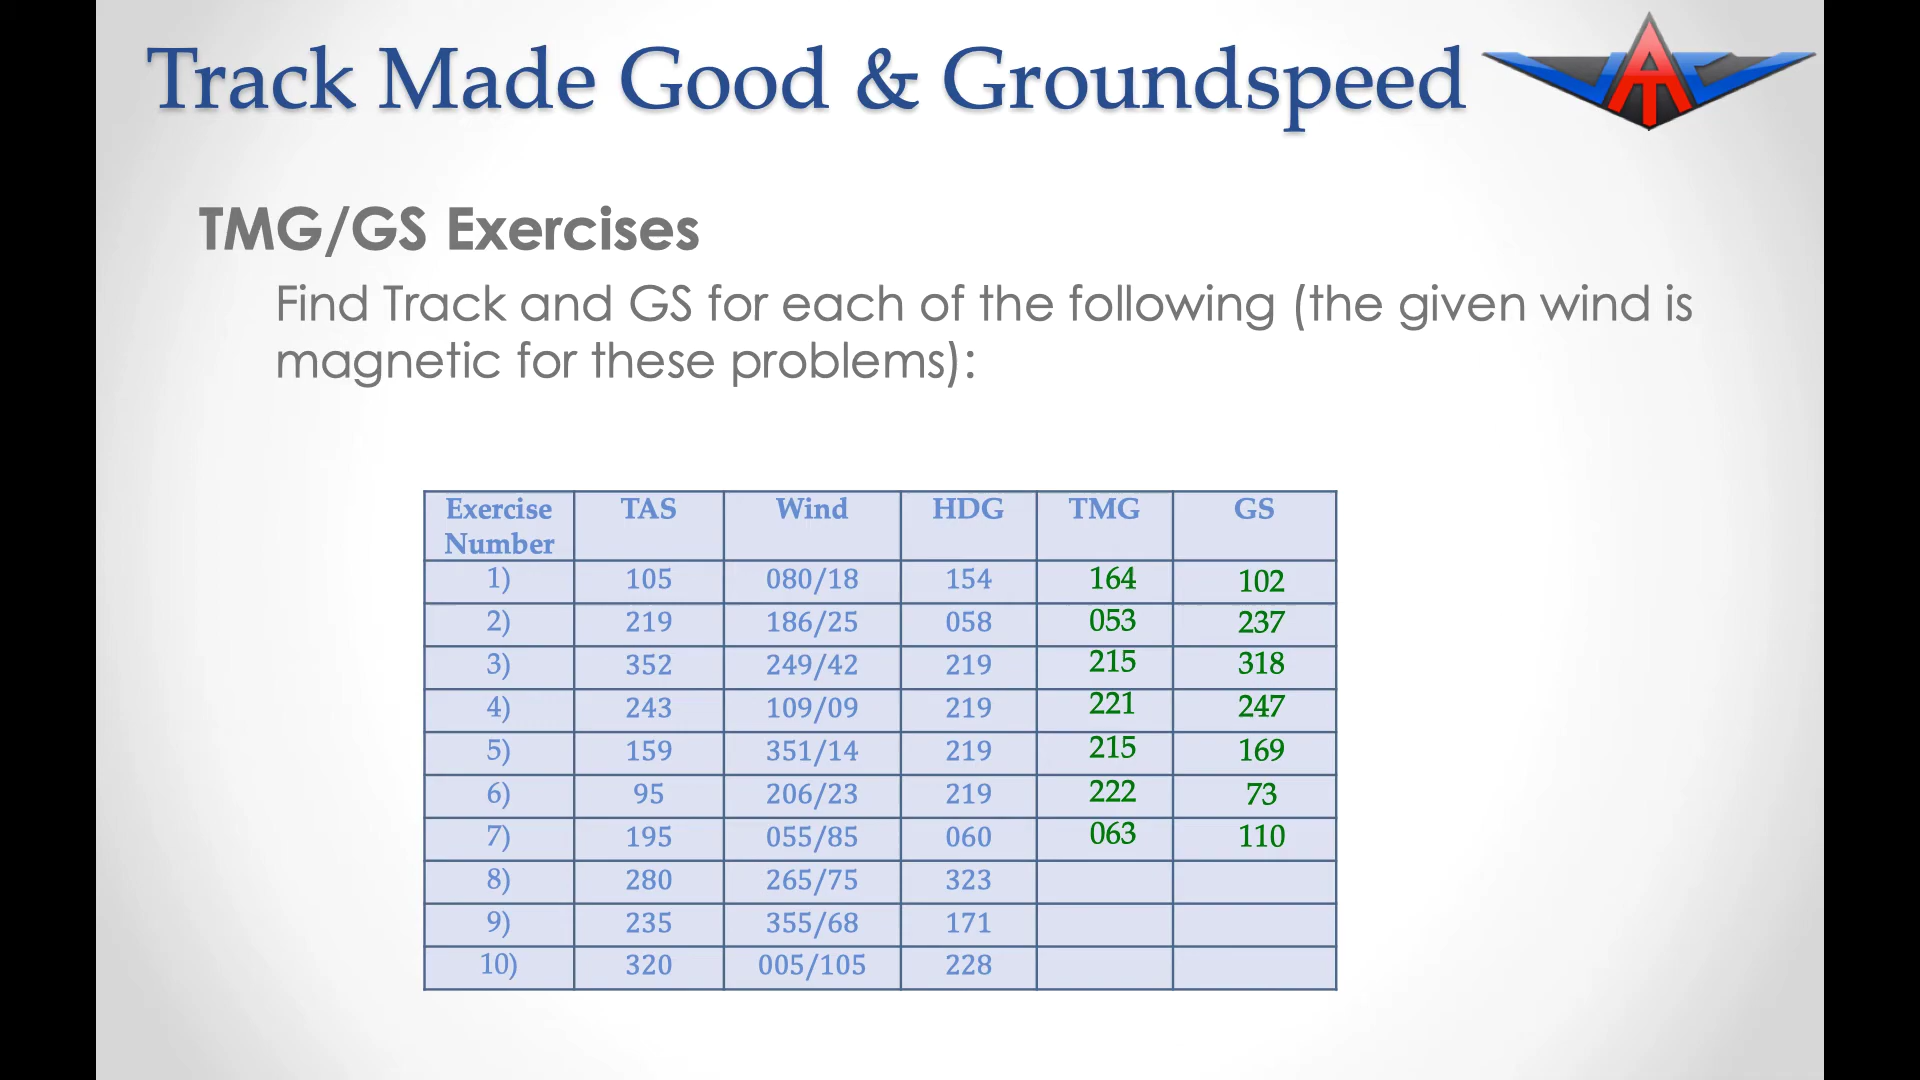 Track Made Good & Groundspeed
TMG/GS Exercises
Find Track and GS for each of the following (the given wind is
magnetic for these problems):
Exercise Number TAS Wind HDG TMG GS
1) 105 080/18 154 164 102
2) 219 186/25 058 053 237
3) 352 249/42 219 215 318
4) 243 109/09 219 221 247
5) 159 351/14 219 215 169
6) 95 206/23 219 222 73
7) 195 055/85 060 063 110
8) 280 265/75 323
9) 235 355/68 171
10) 320 005/105 228